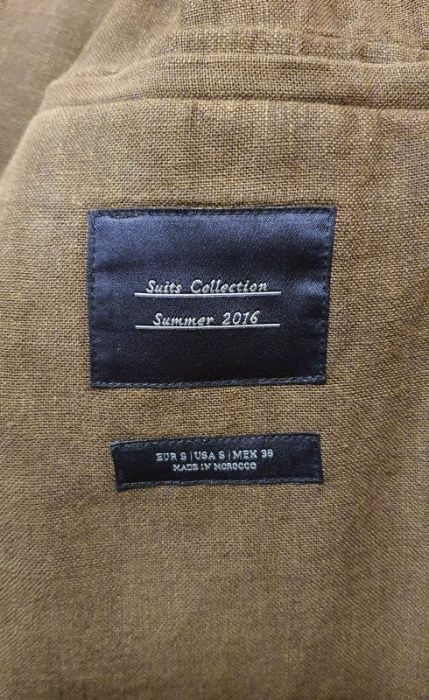 Suits Collection
Summer 2016
EUR S | USA S | MEX 38
MADE IN MOROCCO